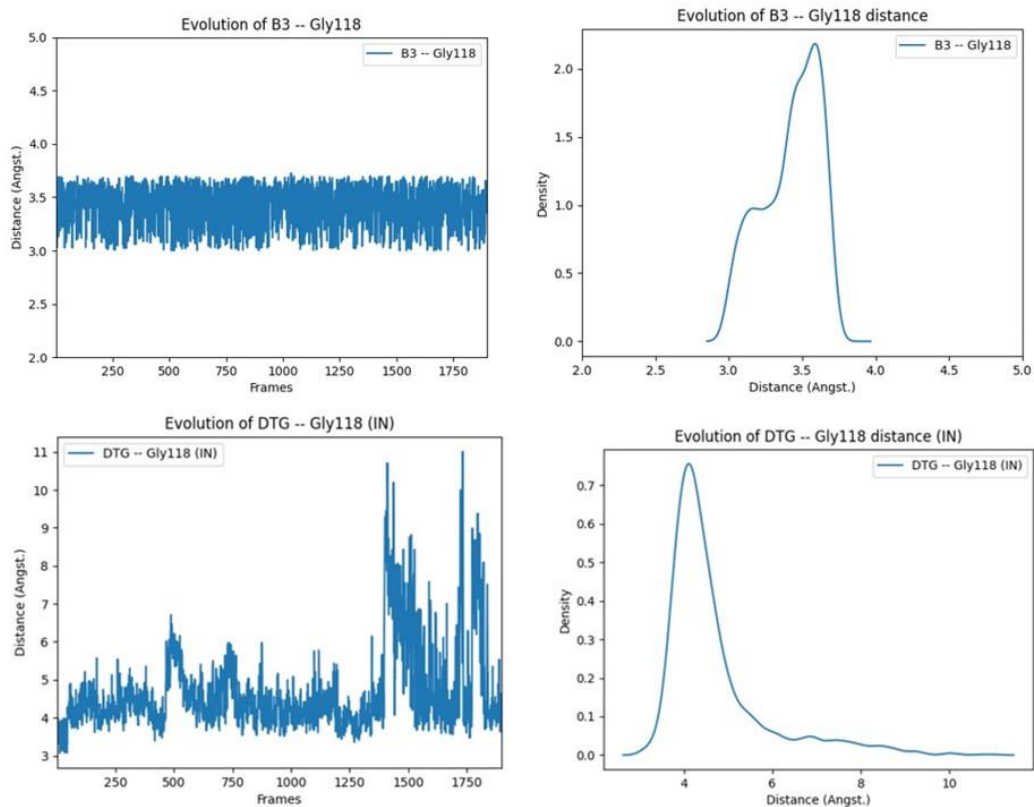 Evolution of B3 -- Gly118
B3 -- Gly118
Distance (Angst.)
5.0
4.5
4.0
3.5
3.0
2.5
2.0
250 500 750 1000 1250 1500 1750
Frames
Evolution of B3 -- Gly118 distance
B3 -- Gly118
Density
2.0
1.5
1.0
0.5
0.0
2.0 2.5 3.0 3.5 4.0 4.5 5.0
Distance (Angst.)
Evolution of DTG -- Gly118 (IN)
DTG -- Gly118 (IN)
Distance (Angst.)
11
10
9
8
7
6
5
4
3
250 500 750 1000 1250 1500 1750
Frames
Evolution of DTG -- Gly118 distance (IN)
DTG -- Gly118 (IN)
Density
0.7
0.6
0.5
0.4
0.3
0.2
0.1
0.0
4 6 8 10
Distance (Angst.)